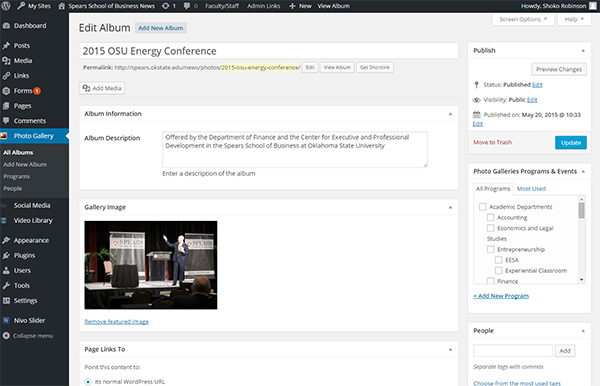 My Sites
Spears School of Business News
3
Faculty/Staff
Admin Links
New
View Album
Howdy, Shoko Robinson
Dashboard
Posts
Media
Links
Forms 1
Pages
Comments
Photo Gallery
All Albums
Add New Album
Programs
People
Social Media
Video Library
Appearance
Plugins
Users
Tools
Settings
Nivo Slider
Collapse menu
Screen Options
Help
Edit Album Add New Album
2015 OSU Energy Conference
Permalink: http://spears.okstate.edu/news/photos/2015-osu-energy-conference/ Edit View Album Get Shortlink
Add Media
Album Information
Album Description
Offered by the Department of Finance and the Center for Executive and Professional
Development in the Spears School of Business at Oklahoma State University
Enter a description of the album
Gallery Image
SPEARS
SPEARS
Remove featured image
Page Links To
Point this content to:
Its normal WordPress URL
Publish
Preview Changes
Status: Published Edit
Visibility: Public Edit
Published on: May 20, 2015 @ 10:33
Edit
Move to Trash
Update
Photo Galleries Programs & Events
All Programs Most Used
Academic Departments
Accounting
Economics and Legal
Studies
Entrepreneurship
EESA
Experiential Classroom
Finance
+ Add New Program
People
Add
Separate tags with commas
Choose from the most used tags